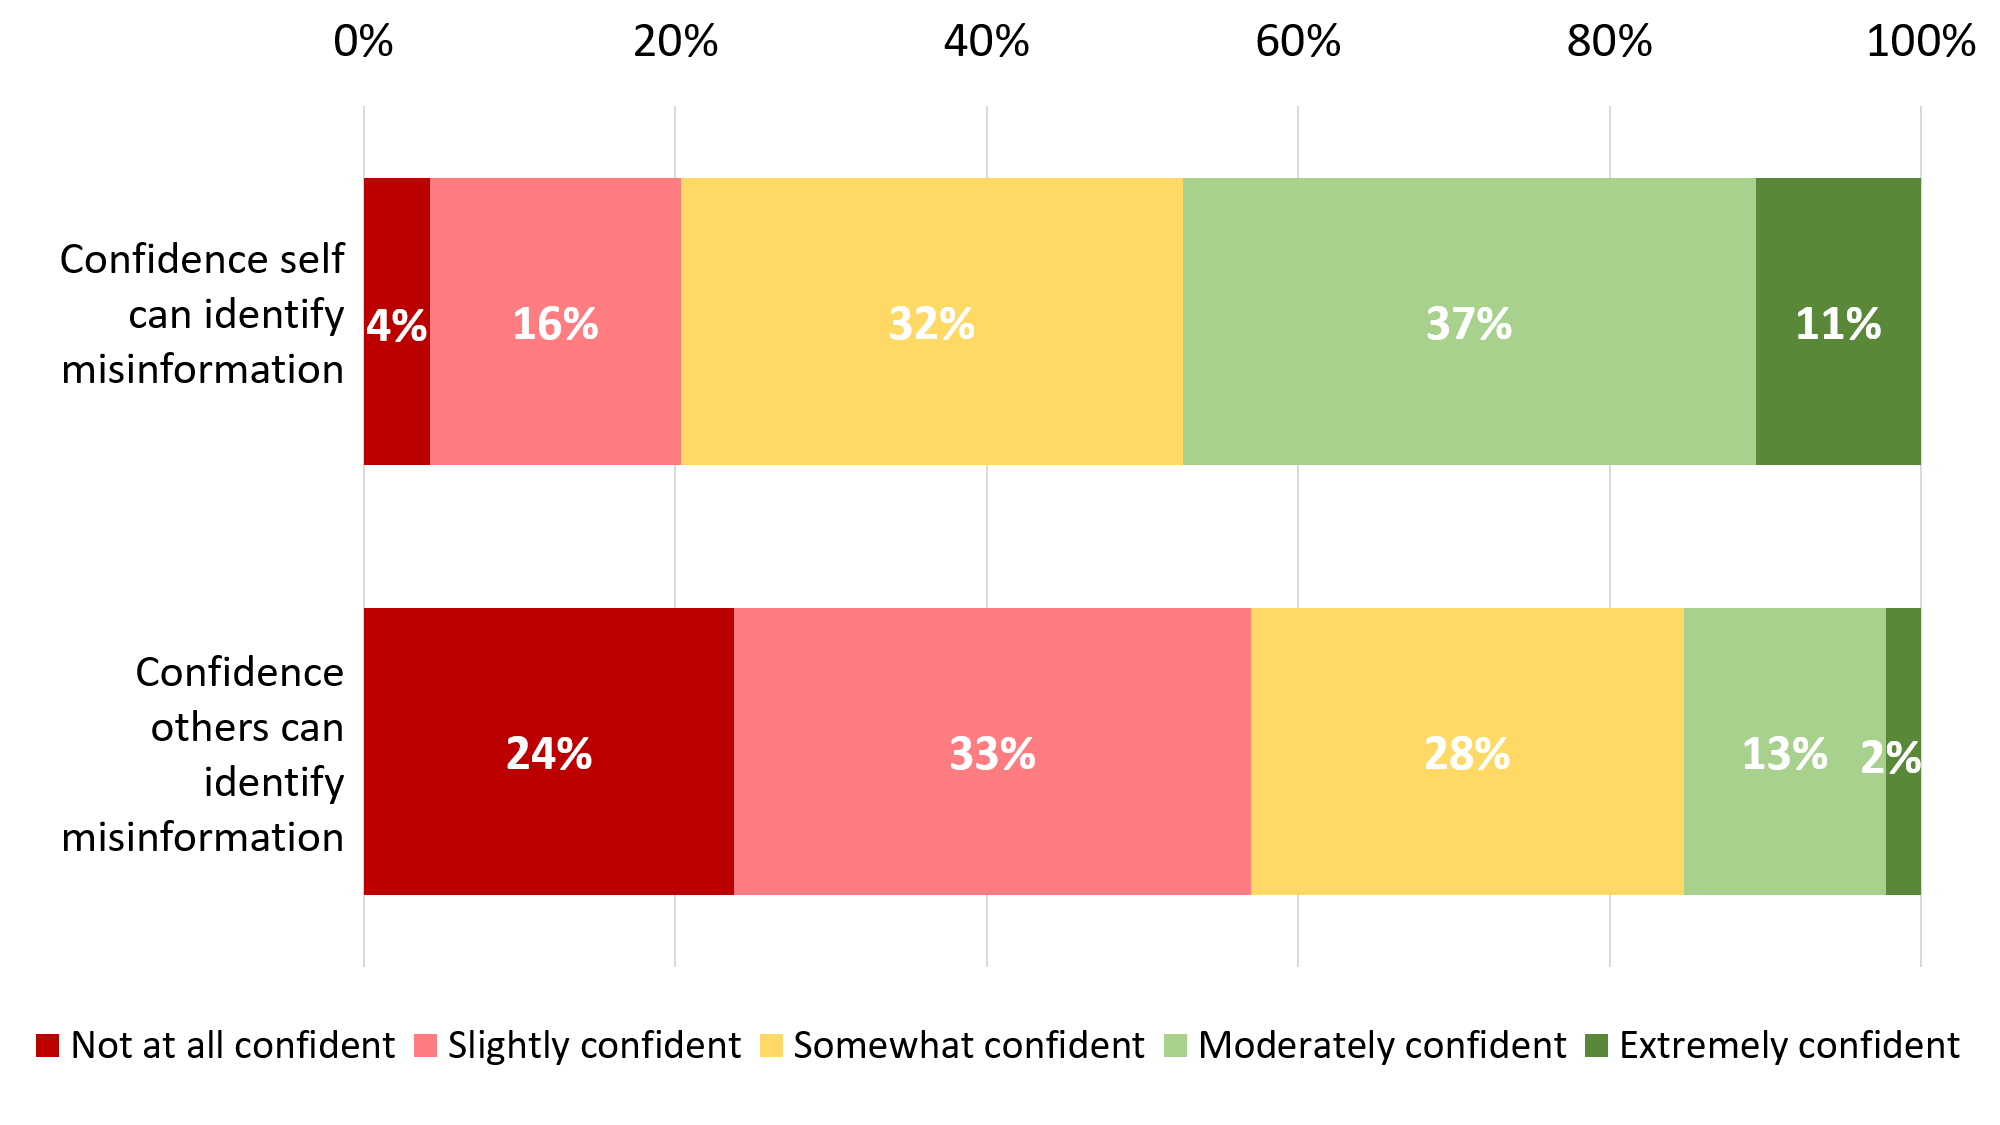 0% 20% 40% 60% 80% 100%
Confidence self
can identify
misinformation
4% 16% 32% 37% 11%
Confidence
others can
identify
misinformation
24% 33% 28% 13% 2%
Not at all confident Slightly confident Somewhat confident Moderately confident Extremely confident